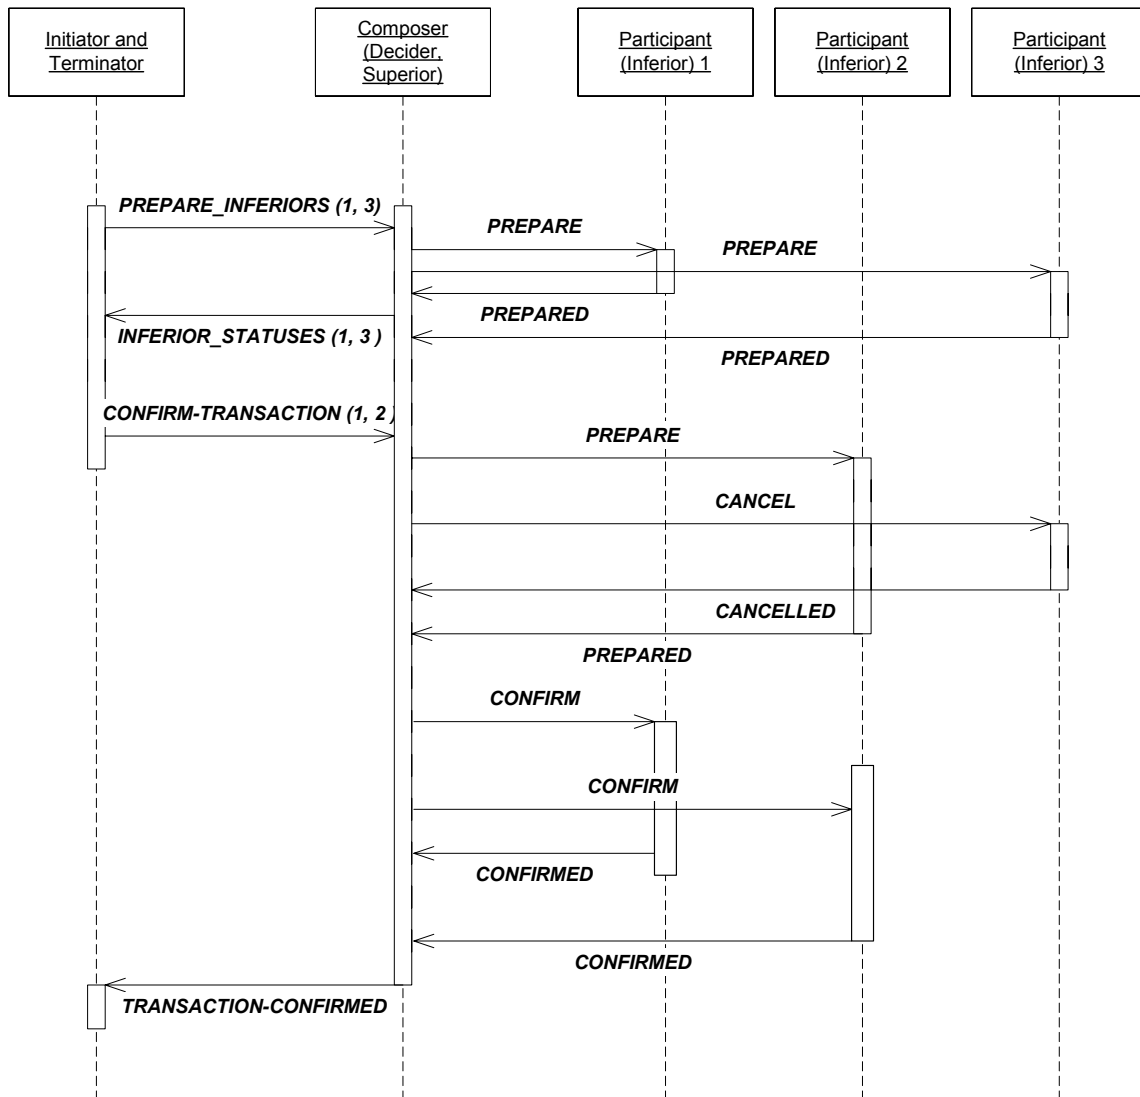 Initiator and
Terminator
Composer
(Decider,
Superior)
Participant
(Inferior) 1
Participant
(Inferior) 2
Participant
(Inferior) 3
PREPARE_INFERIORS (1, 3)
PREPARE
PREPARE
PREPARED
INFERIOR_STATUSES (1, 3 )
PREPARED
CONFIRM-TRANSACTION (1, 2 )
PREPARE
CANCEL
CANCELLED
PREPARED
CONFIRM
CONFIRM
CONFIRMED
CONFIRMED
TRANSACTION-CONFIRMED